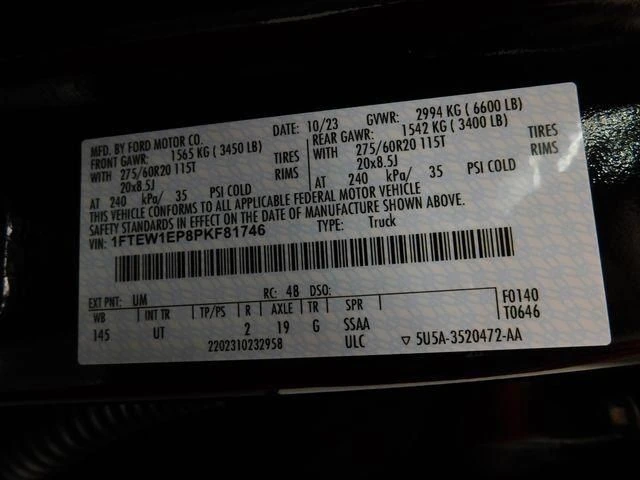 MFD. BY FORD MOTOR CO. DATE: 10/23 GVWR: 2994 KG ( 6600 LB)
FRONT GAWR: 1565 KG ( 3450 LB) REAR GAWR: 1542 KG ( 3400 LB)
WITH 275/60R20 115T TIRES WITH 275/60R20 115T TIRES
20x8.5J RIMS 20x8.5J RIMS
AT 240 kPa/ 35 PSI COLD AT 240 kPa/ 35 PSI COLD
THIS VEHICLE CONFORMS TO ALL APPLICABLE FEDERAL MOTOR VEHICLE
SAFETY STANDARDS IN EFFECT ON THE DATE OF MANUFACTURE SHOWN ABOVE.
VIN: 1FTEW1EP8PKF81746 TYPE: Truck
EXT PNT: UM RC: 48 DSO: F0140
WB INT TR TP/PS R AXLE TR SPR T0646
145 UT 2 19 G SSAA
2202310232958 ULC ▽ 5U5A-3520472-AA